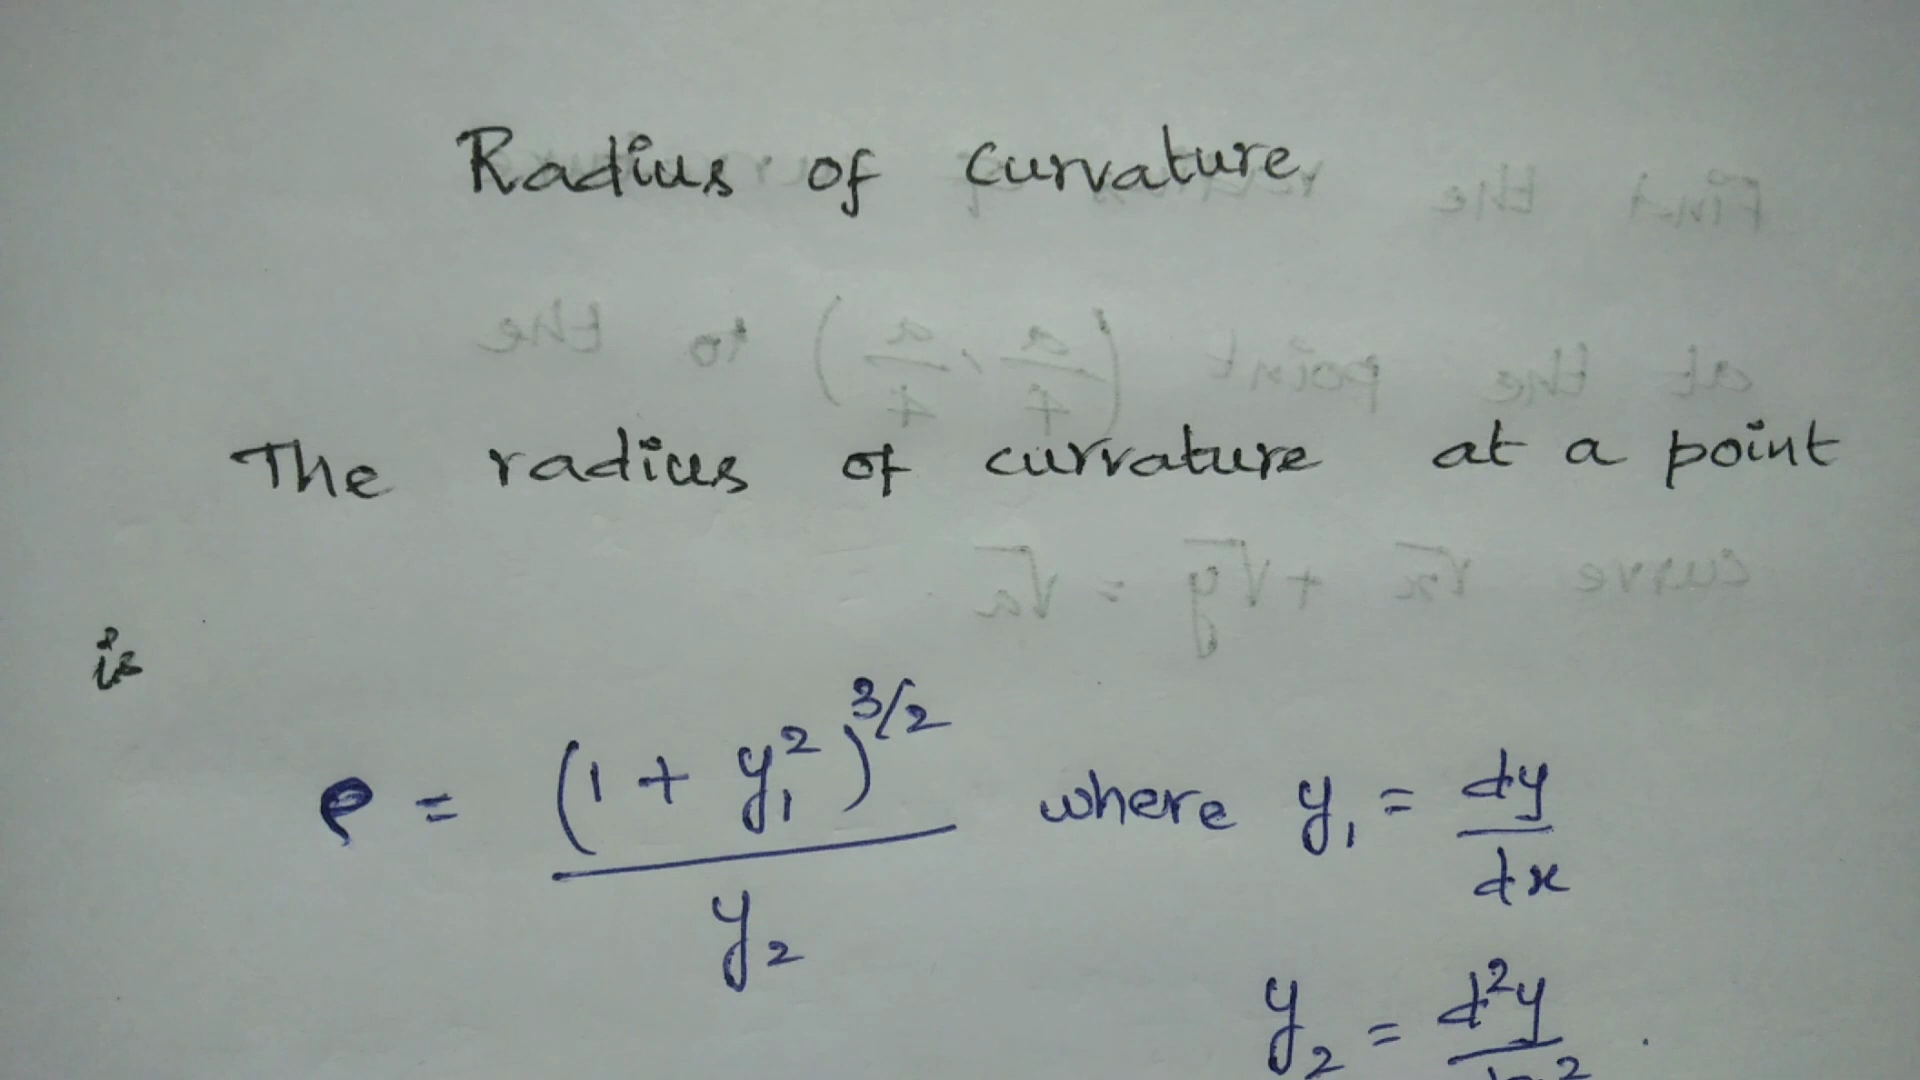 Radius of curvature
The radius of curvature at a point
is
ρ = (1 + y₁²)^3/2 / y₂ where y₁ = dy/dx
y₂ = d²y/dx².